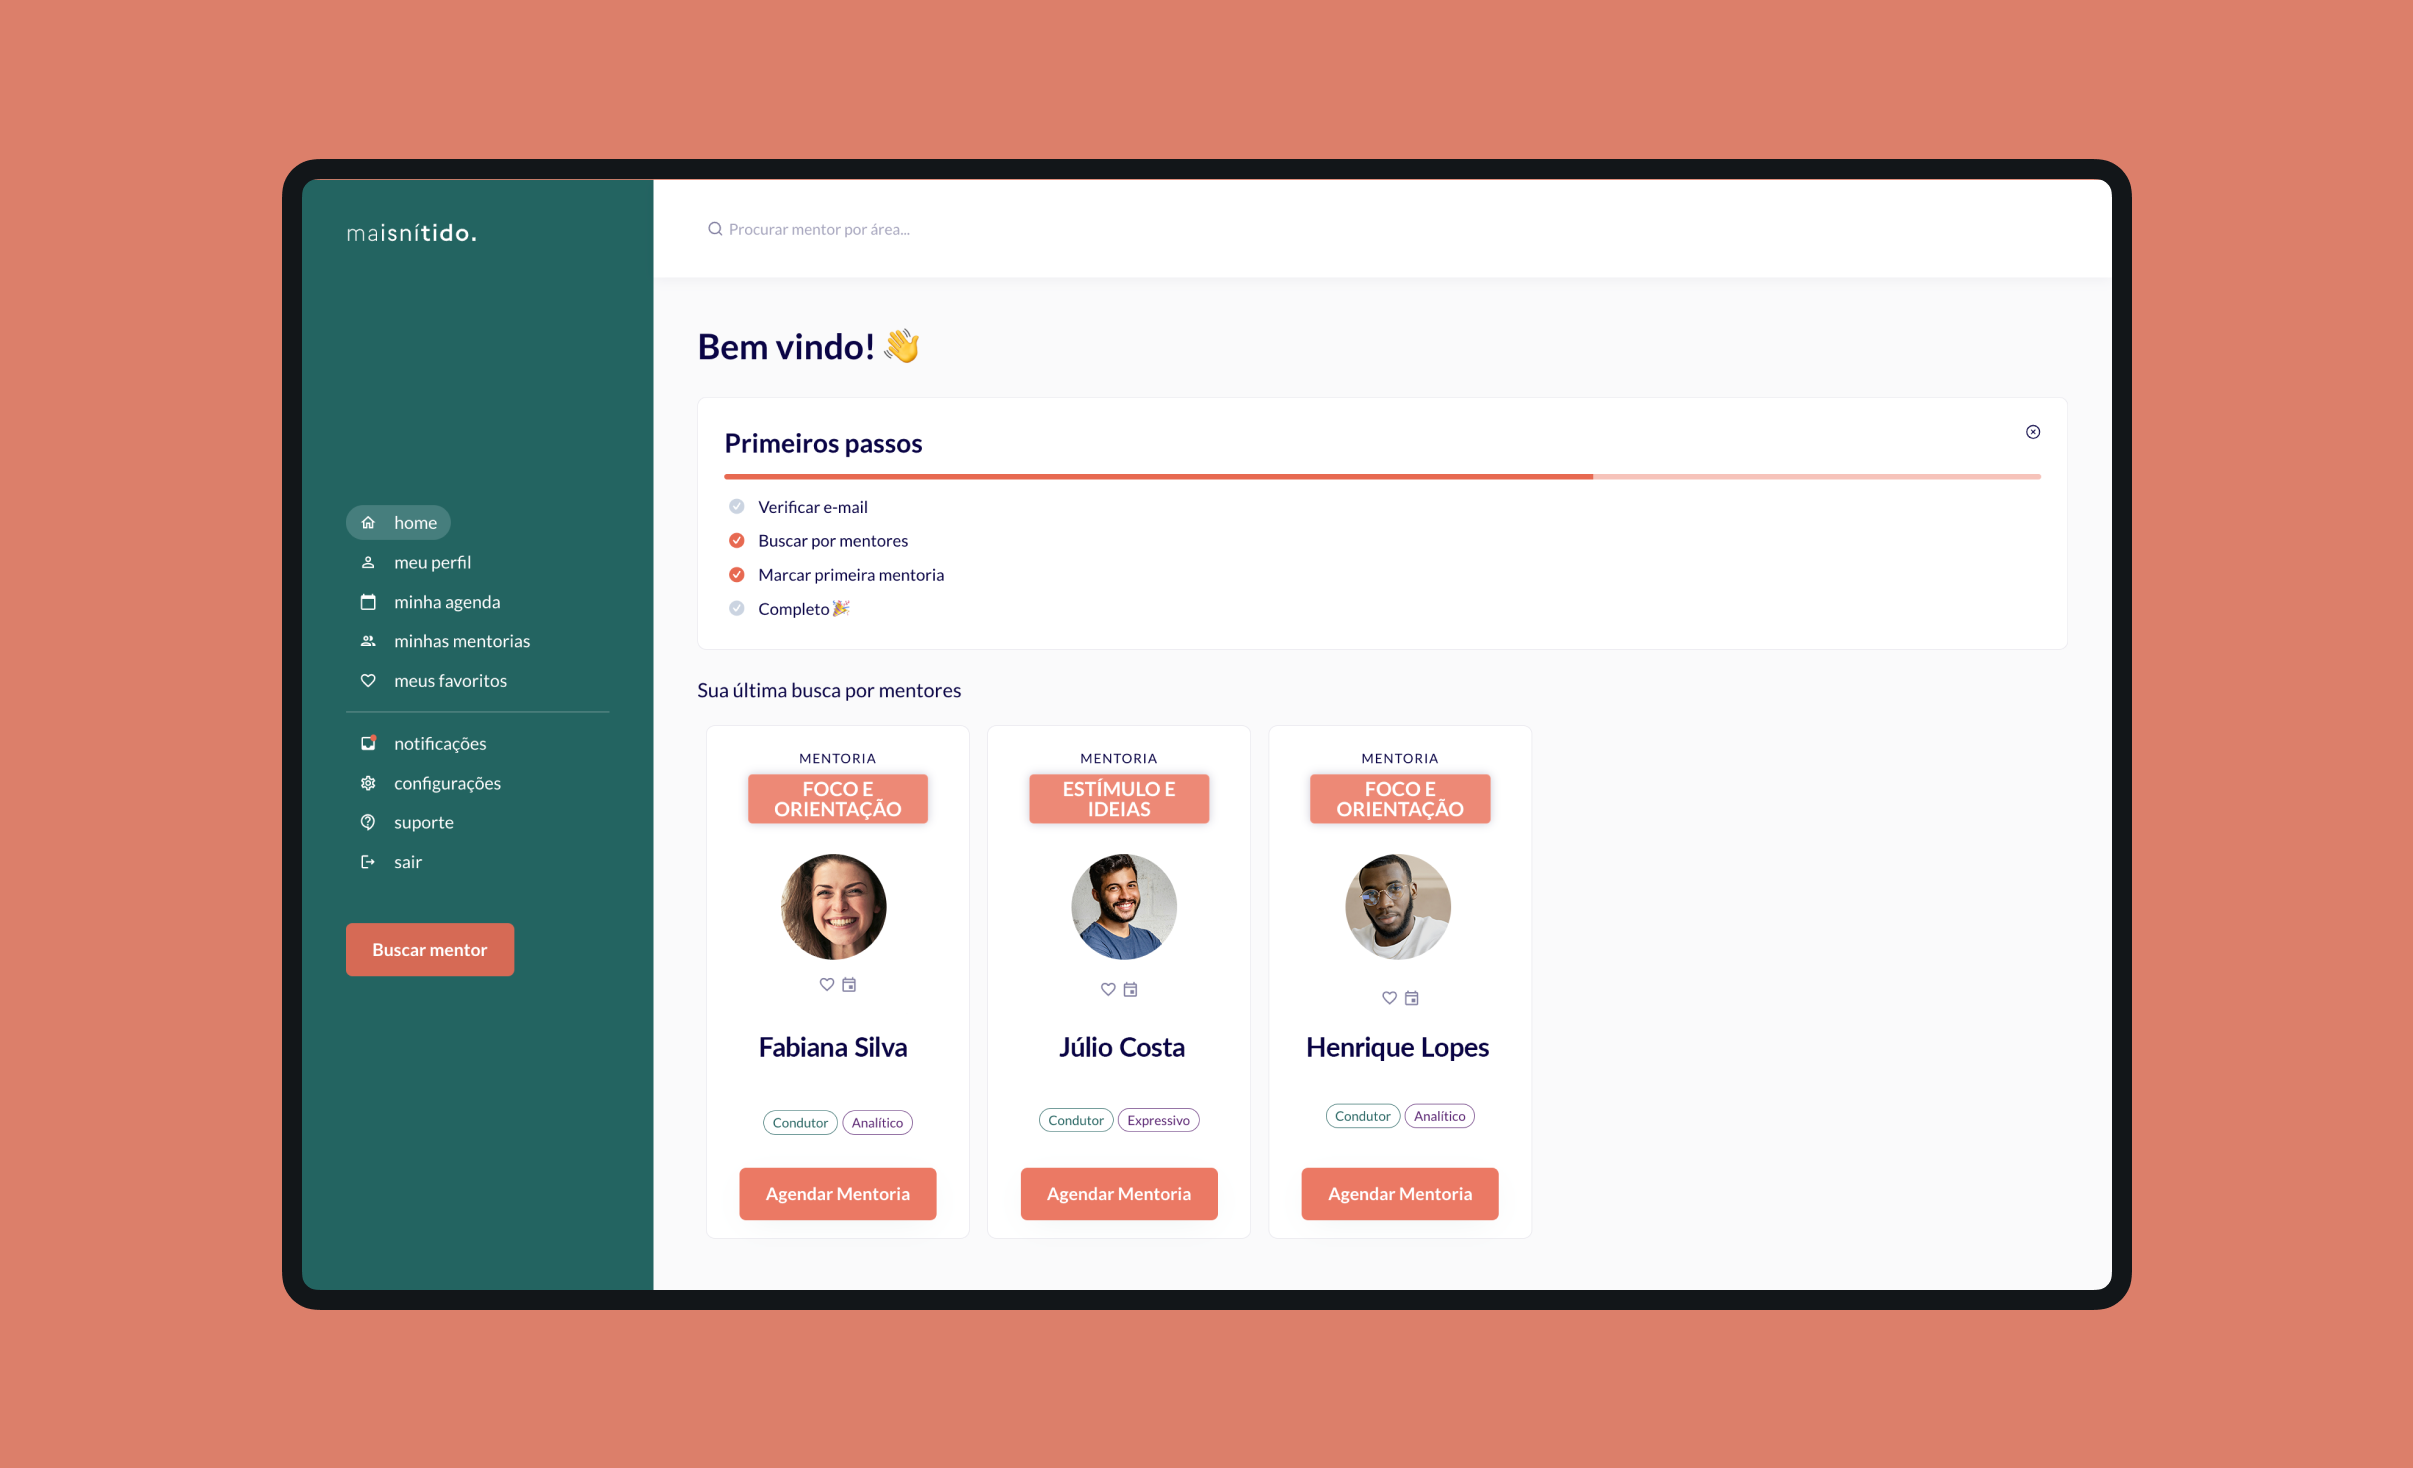 maisnítido.
Procurar mentor por área...
Bem vindo! 👋
Primeiros passos
Verificar e-mail
Buscar por mentores
Marcar primeira mentoria
Completo 🎉
home
meu perfil
minha agenda
minhas mentorias
meus favoritos
notificações
configurações
suporte
sair
Buscar mentor
Sua última busca por mentores
MENTORIA
FOCO E
ORIENTAÇÃO
Fabiana Silva
Condutor Analítico
Agendar Mentoria
MENTORIA
ESTÍMULO E
IDEIAS
Júlio Costa
Condutor Expressivo
Agendar Mentoria
MENTORIA
FOCO E
ORIENTAÇÃO
Henrique Lopes
Condutor Analítico
Agendar Mentoria